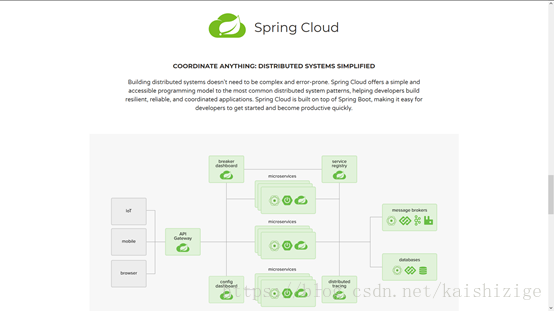 Spring Cloud
COORDINATE ANYTHING: DISTRIBUTED SYSTEMS SIMPLIFIED
Building distributed systems doesn't need to be complex and error-prone. Spring Cloud offers a simple and
accessible programming model to the most common distributed system patterns, helping developers build
resilient, reliable, and coordinated applications. Spring Cloud is built on top of Spring Boot, making it easy for
developers to get started and become productive quickly.
breaker
dashboard
service
registry
microservices
IoT
mobile
browser
API
Gateway
microservices
message brokers
databases
microservices
config
dashboard
distributed
tracing
https://blog.csdn.net/kaishizige